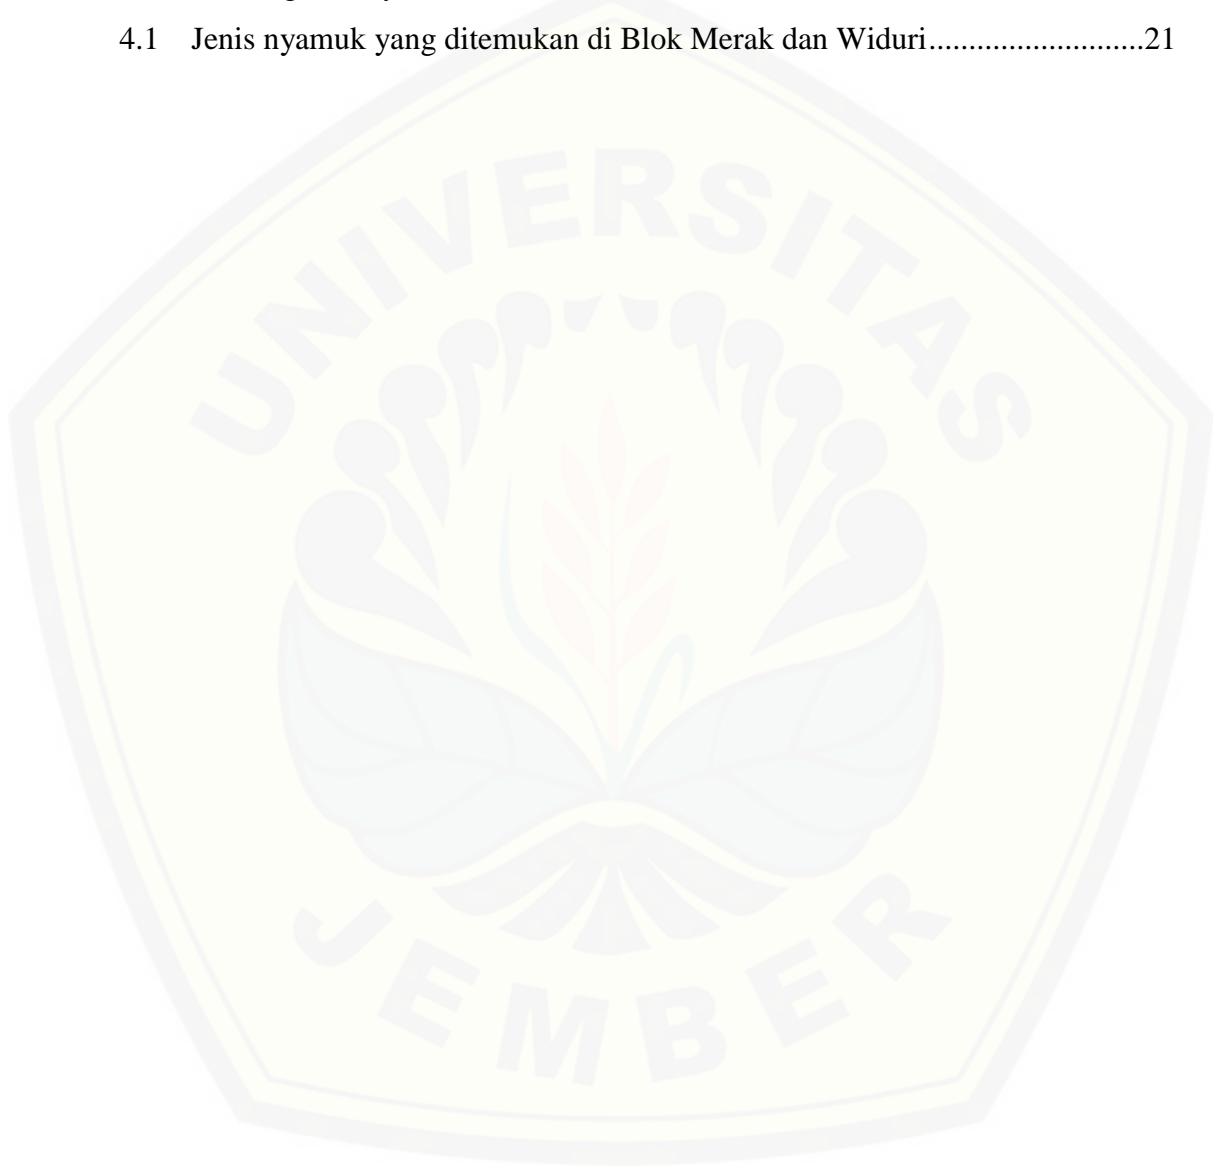 4.1 Jenis nyamuk yang ditemukan di Blok Merak dan Widuri...........................21
UNIVERSITAS
JEMBER